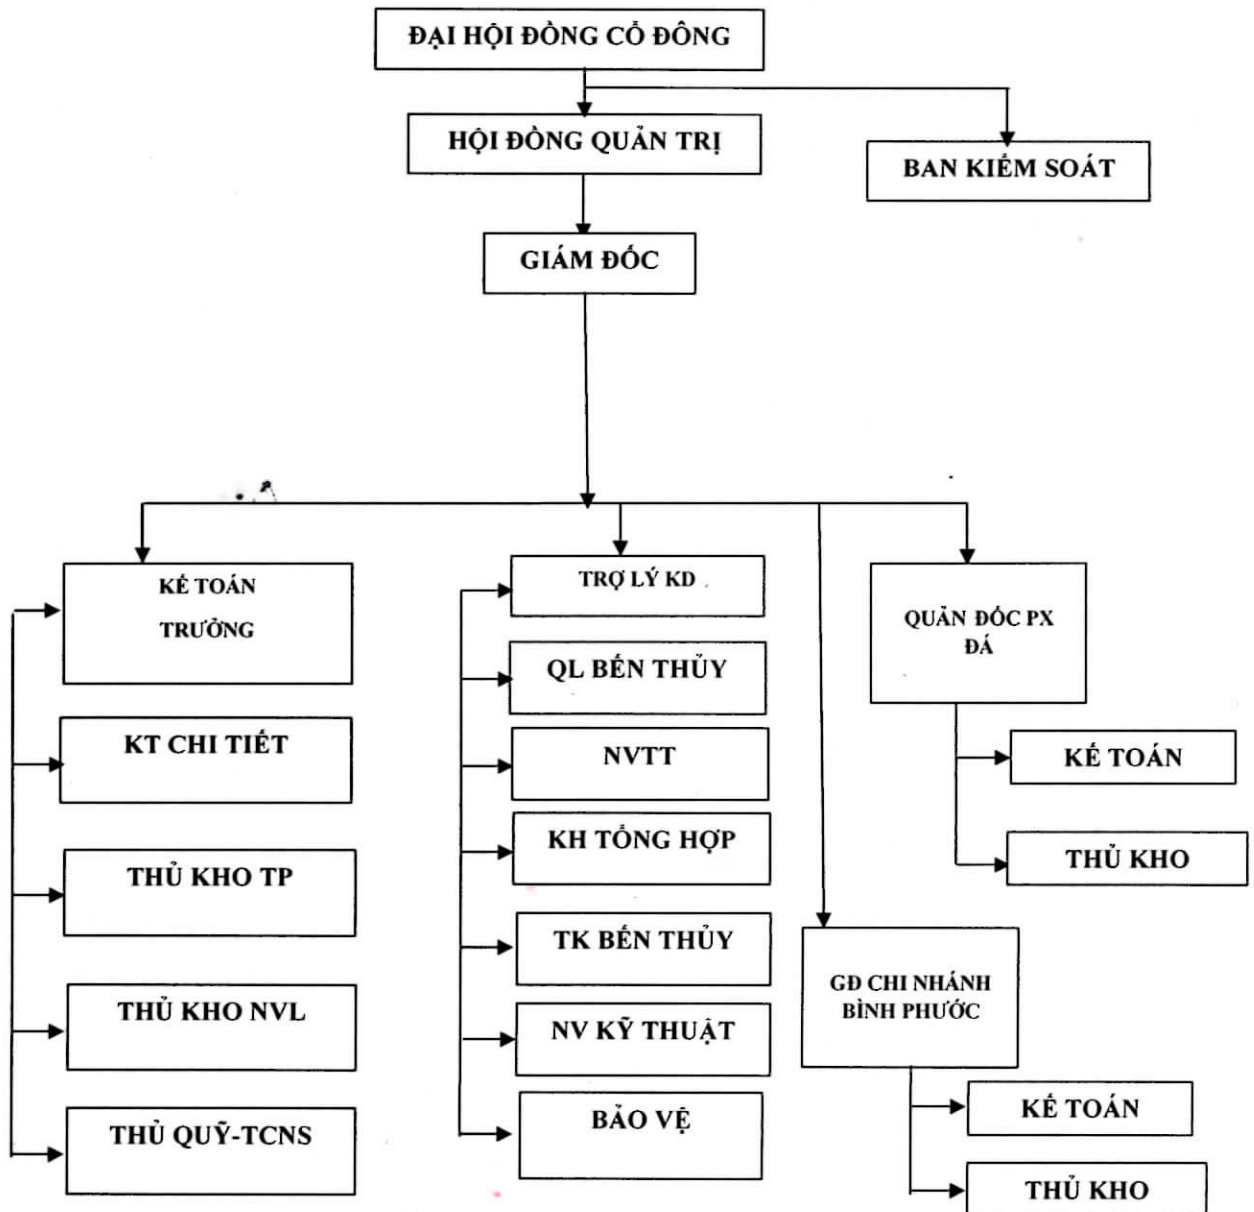 ĐẠI HỘI ĐỒNG CỔ ĐÔNG
HỘI ĐỒNG QUẢN TRỊ
BAN KIỂM SOÁT
GIÁM ĐỐC
KẾ TOÁN
TRƯỞNG
KT CHI TIẾT
THỦ KHO TP
THỦ KHO NVL
THỦ QUỸ-TCNS
TRỢ LÝ KD
QL BẾN THỦY
NVTT
KH TỔNG HỢP
TK BẾN THỦY
NV KỸ THUẬT
BẢO VỆ
QUẢN ĐỐC PX
ĐÁ
KẾ TOÁN
THỦ KHO
GĐ CHI NHÁNH
BÌNH PHƯỚC
KẾ TOÁN
THỦ KHO